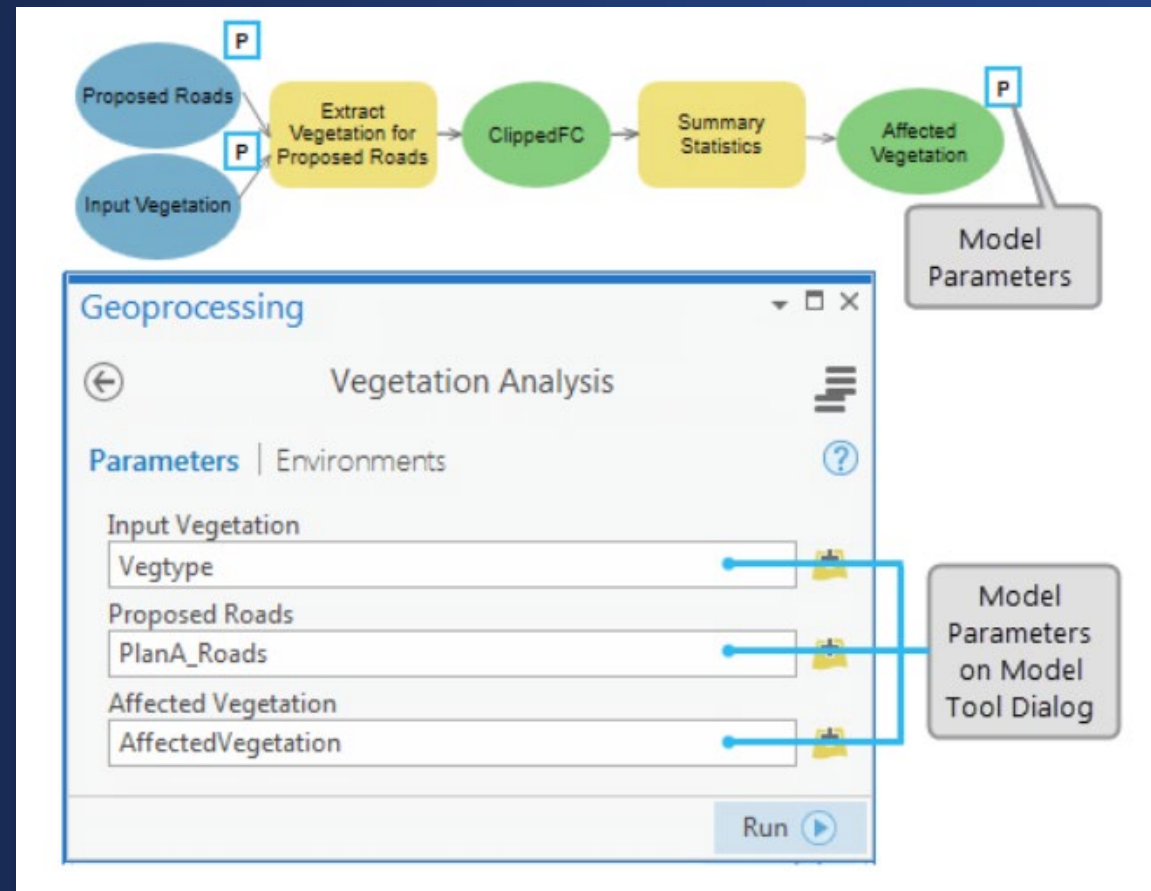 P
Proposed Roads
P
Input Vegetation
Extract
Vegetation for
Proposed Roads
ClippedFC
Summary
Statistics
P
Affected
Vegetation
Model
Parameters
Geoprocessing
Vegetation Analysis
Parameters | Environments
?
Input Vegetation
Vegtype
Proposed Roads
PlanA_Roads
Affected Vegetation
AffectedVegetation
Model
Parameters
on Model
Tool Dialog
Run